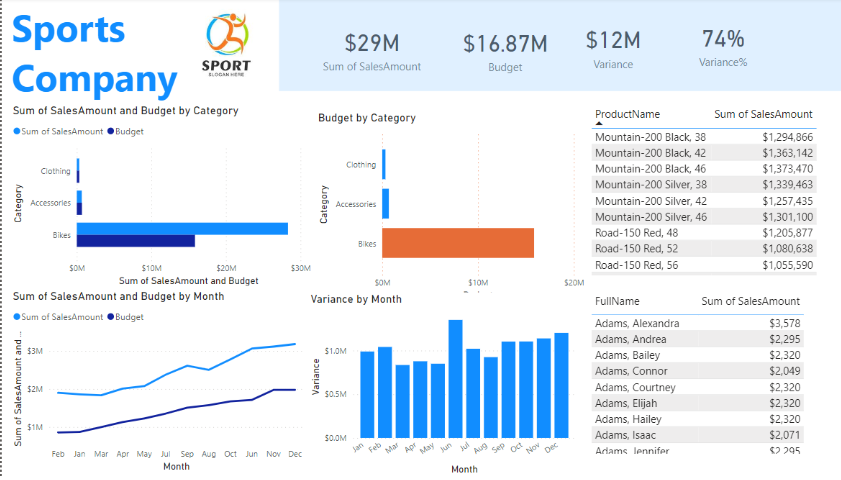 Sports
Company
SPORT
SLOGAN HERE
$29M
Sum of SalesAmount
$16.87M
Budget
$12M
Variance
74%
Variance%
Sum of SalesAmount and Budget by Category
Sum of SalesAmount Budget
Category
Clothing
Accessories
Bikes
$0M $10M $20M $30M
Sum of SalesAmount and Budget
Budget by Category
Category
Clothing
Accessories
Bikes
$0M $10M $20M
ProductName Sum of SalesAmount
Mountain-200 Black, 38 $1,294,866
Mountain-200 Black, 42 $1,363,142
Mountain-200 Black, 46 $1,373,470
Mountain-200 Silver, 38 $1,339,463
Mountain-200 Silver, 42 $1,257,435
Mountain-200 Silver, 46 $1,301,100
Road-150 Red, 48 $1,205,877
Road-150 Red, 52 $1,080,638
Road-150 Red, 56 $1,055,590
Sum of SalesAmount and Budget by Month
Sum of SalesAmount Budget
Sum of SalesAmount and ...
$3M
$2M
$1M
Feb Jan Mar Apr May Jul Sep Aug Oct Jun Nov Dec
Month
Variance by Month
Variance
$1.0M
$0.5M
$0.0M
Jan Feb Mar Apr May Jun Jul Aug Sep Oct Nov Dec
Month
FullName Sum of SalesAmount
Adams, Alexandra $3,578
Adams, Andrea $2,295
Adams, Bailey $2,320
Adams, Connor $2,049
Adams, Courtney $2,320
Adams, Elijah $2,320
Adams, Hailey $2,320
Adams, Isaac $2,071
Adams, Jennifer $2,295